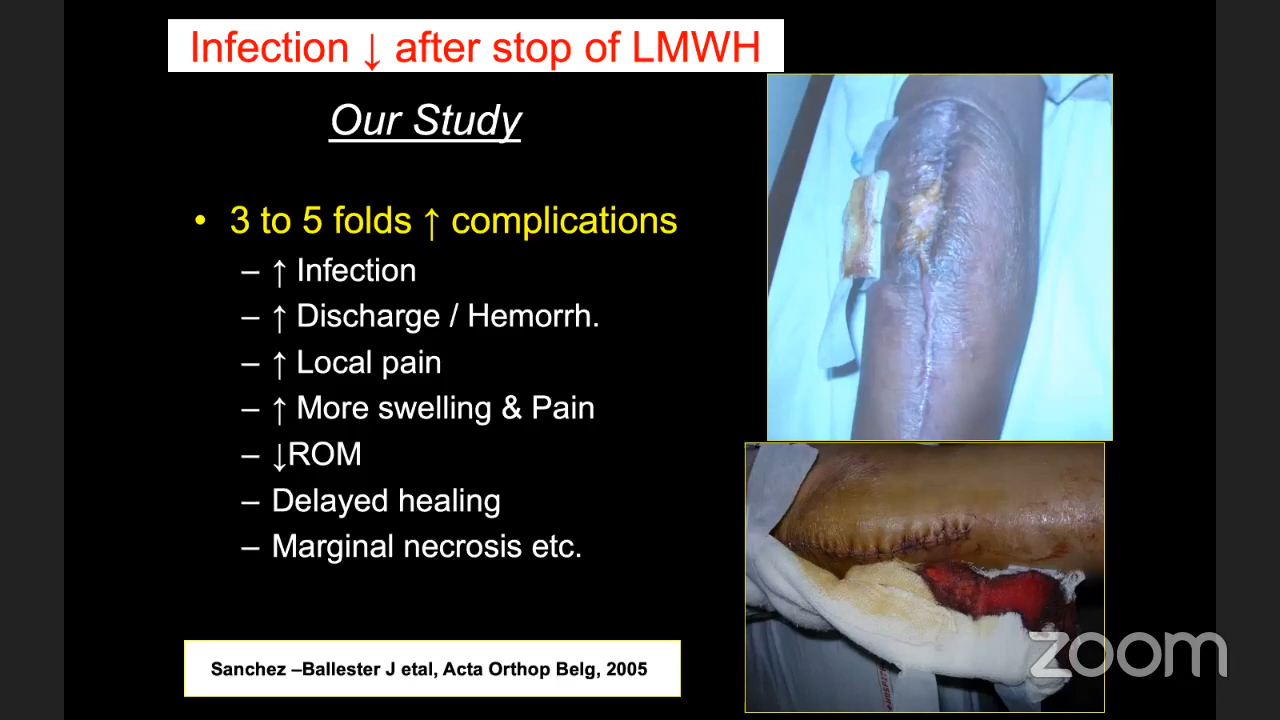 Infection ↓ after stop of LMWH
Our Study
• 3 to 5 folds ↑ complications
– ↑ Infection
– ↑ Discharge / Hemorrh.
– ↑ Local pain
– ↑ More swelling & Pain
– ↓ROM
– Delayed healing
– Marginal necrosis etc.
Sanchez –Ballester J etal, Acta Orthop Belg, 2005
zoom